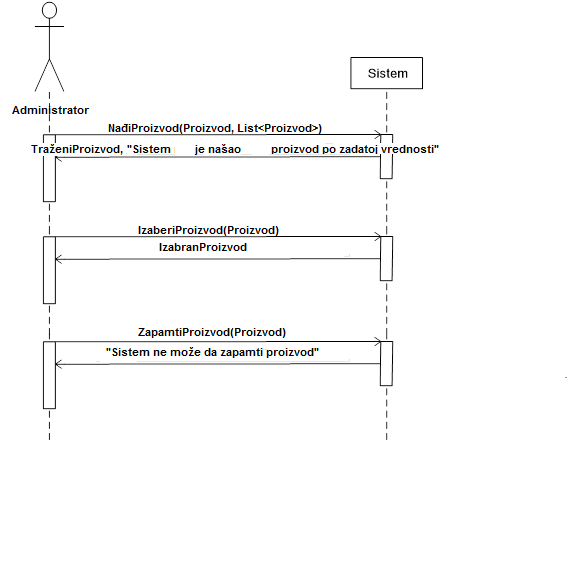 Sistem
Administrator
NađiProizvod(Proizvod, List<Proizvod>)
TraženiProizvod, "Sistem je našao proizvod po zadatoj vrednosti"
IzaberiProizvod(Proizvod)
IzabranProizvod
ZapamtiProizvod(Proizvod)
"Sistem ne može da zapamti proizvod"